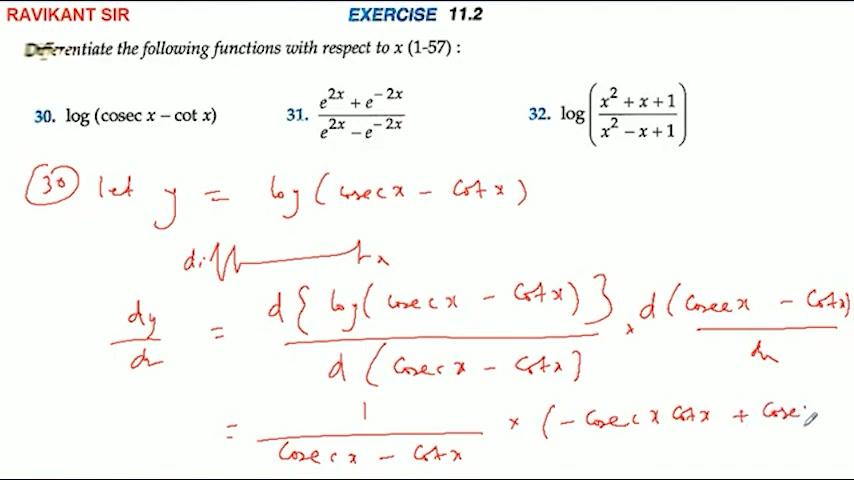 RAVIKANT SIR EXERCISE 11.2
Differentiate the following functions with respect to x (1-57) :
30. log (cosec x – cot x) 31. e^2x + e^–2x / e^2x – e^–2x 32. log (x^2 + x + 1 / x^2 – x + 1)
(30) let y = log (cosec x – cot x)
diff x
dy/dx = d{log(cosec x – cot x)} / d(cosec x – cot x) × d(cosec x – cot x) / dx
= 1 / cosec x – cot x × (– cosec x cot x + cose